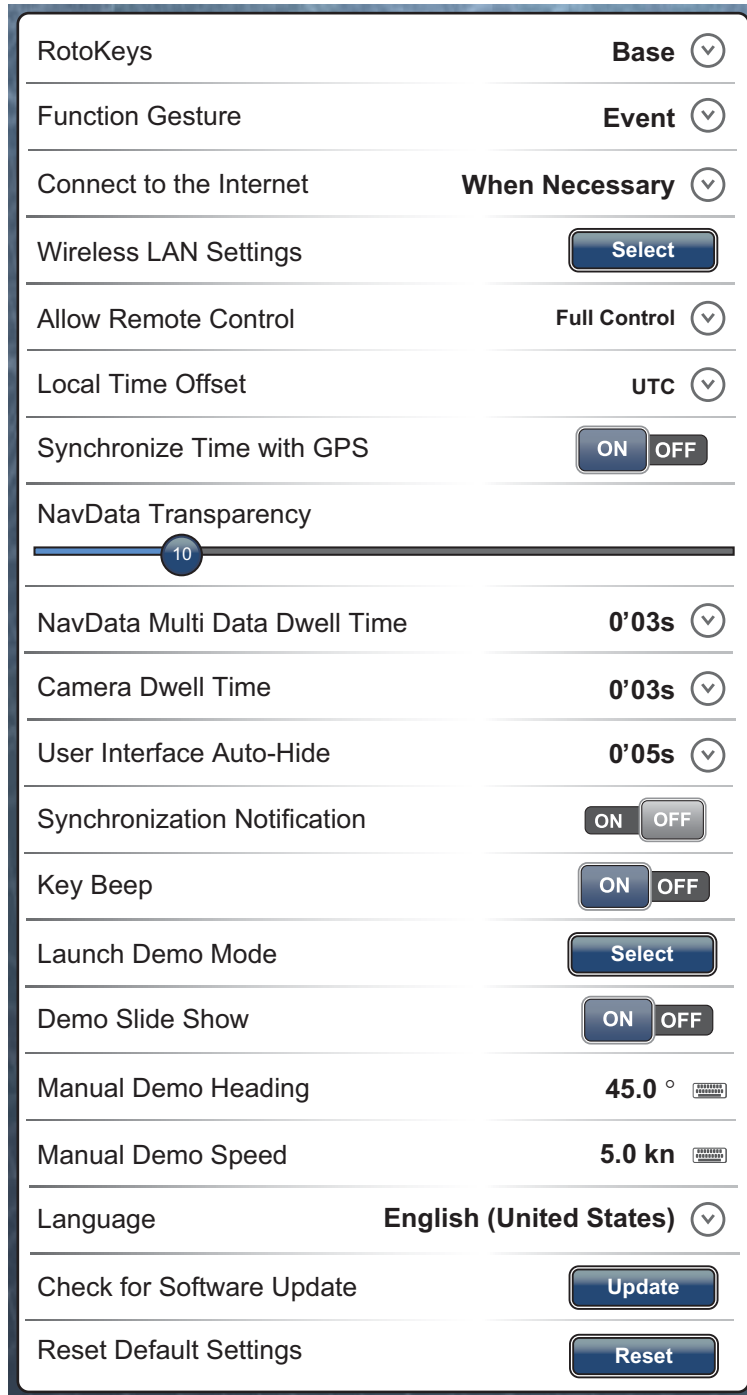 RotoKeys Base
Function Gesture Event
Connect to the Internet When Necessary
Wireless LAN Settings Select
Allow Remote Control Full Control
Local Time Offset UTC
Synchronize Time with GPS ON OFF
NavData Transparency
10
NavData Multi Data Dwell Time 0’03s
Camera Dwell Time 0’03s
User Interface Auto-Hide 0’05s
Synchronization Notification ON OFF
Key Beep ON OFF
Launch Demo Mode Select
Demo Slide Show ON OFF
Manual Demo Heading 45.0 °
Manual Demo Speed 5.0 kn
Language English (United States)
Check for Software Update Update
Reset Default Settings Reset